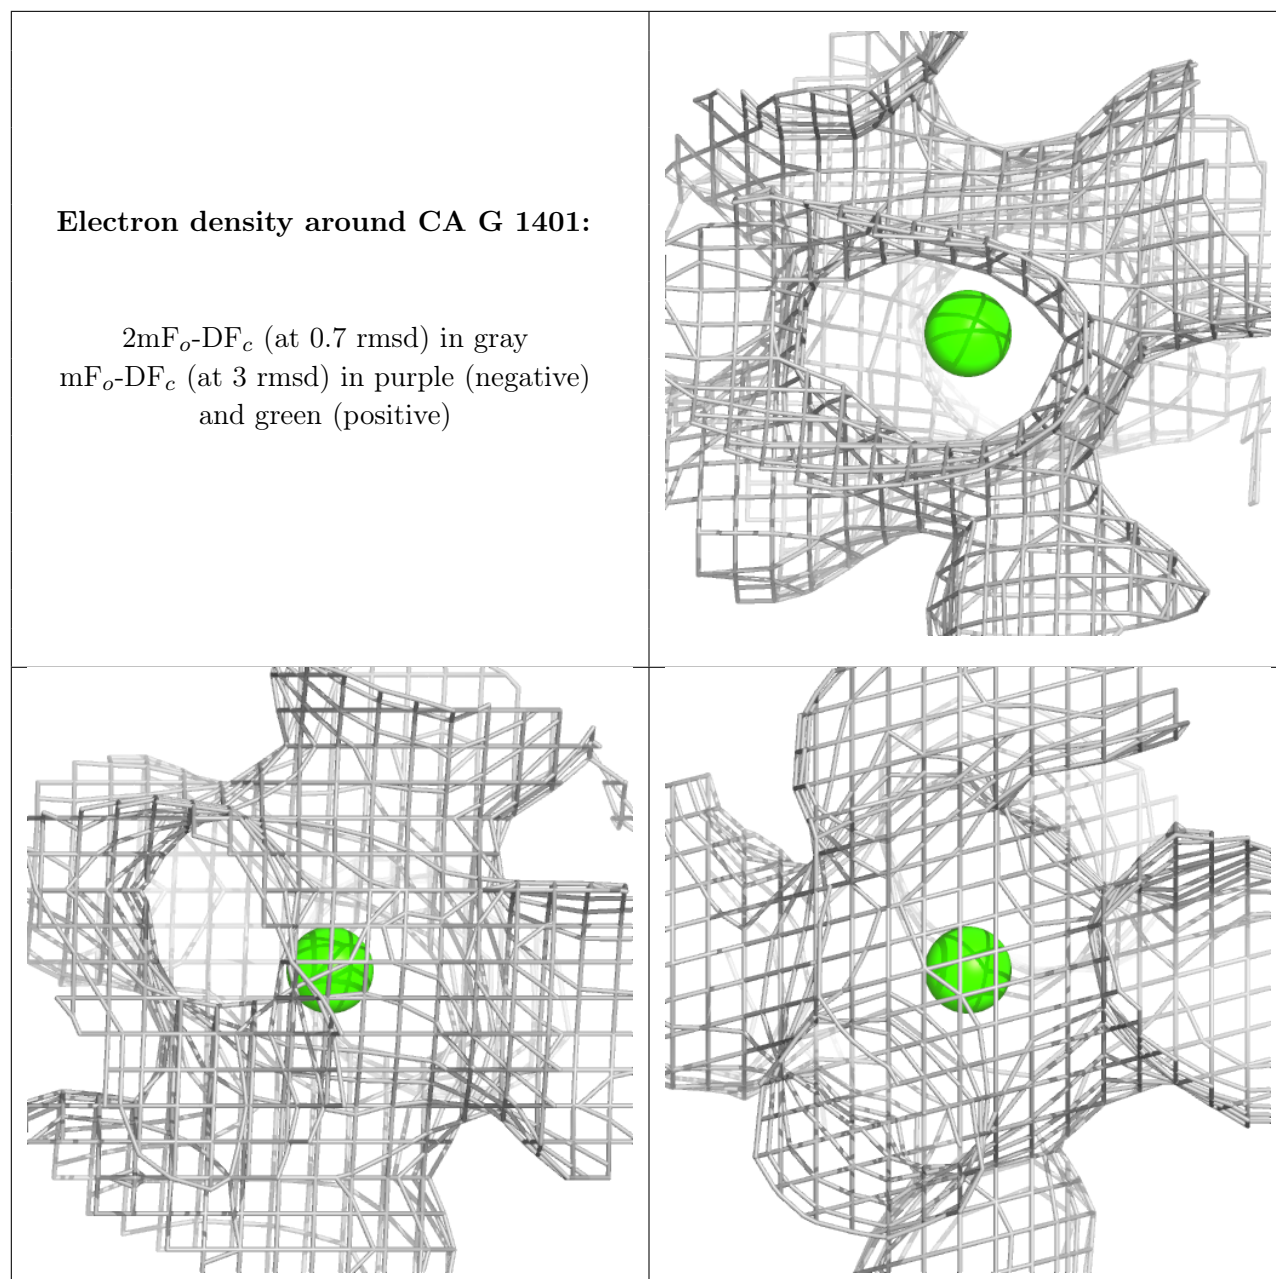 Electron density around CA G 1401:
2mFo-DFc (at 0.7 rmsd) in gray
mFo-DFc (at 3 rmsd) in purple (negative)
and green (positive)